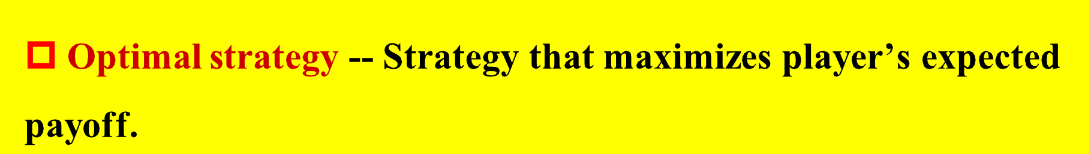 Optimal strategy -- Strategy that maximizes player’s expected
payoff.